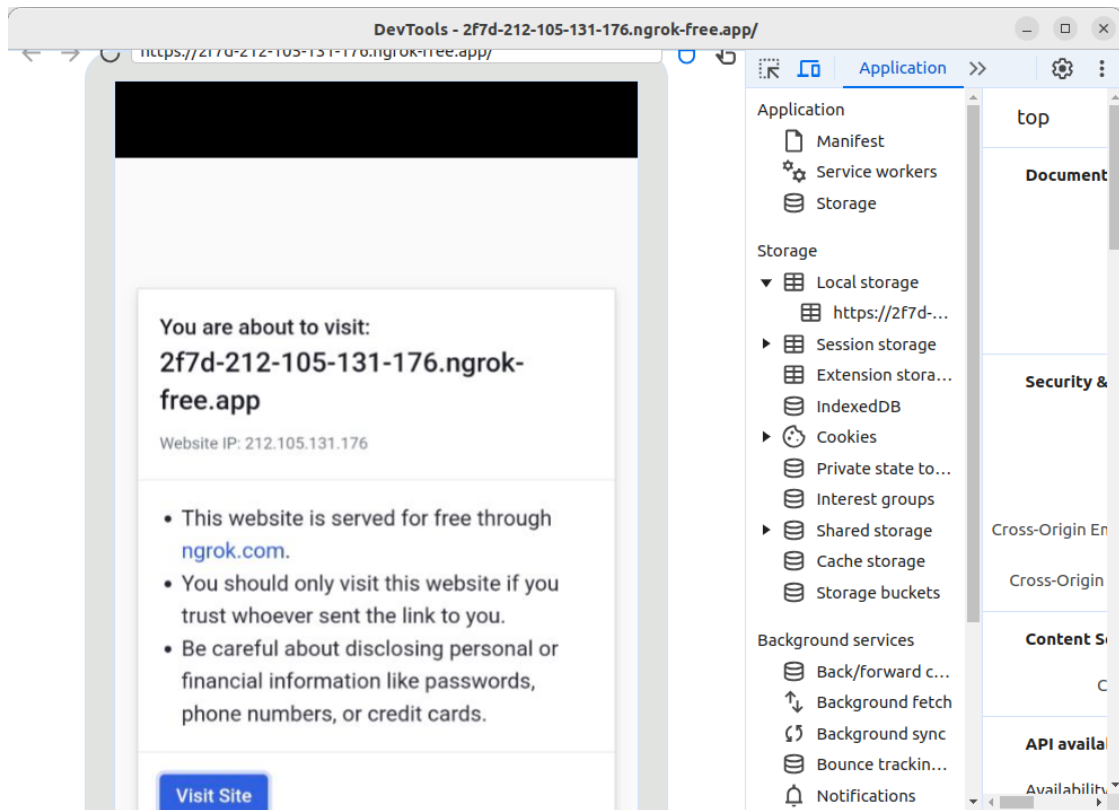 DevTools - 2f7d-212-105-131-176.ngrok-free.app/
https://2f7d-212-105-131-176.ngrok-free.app/
You are about to visit:
2f7d-212-105-131-176.ngrok-
free.app
Website IP: 212.105.131.176
• This website is served for free through
ngrok.com.
• You should only visit this website if you
trust whoever sent the link to you.
• Be careful about disclosing personal or
financial information like passwords,
phone numbers, or credit cards.
Visit Site
Application
Application
Manifest
Service workers
Storage
Storage
Local storage
https://2f7d-...
Session storage
Extension stora...
IndexedDB
Cookies
Private state to...
Interest groups
Shared storage
Cache storage
Storage buckets
Background services
Back/forward c...
Background fetch
Background sync
Bounce trackin...
Notifications
top
Document
Security &
Cross-Origin Em
Cross-Origin
Content S
C
API availa
Availability